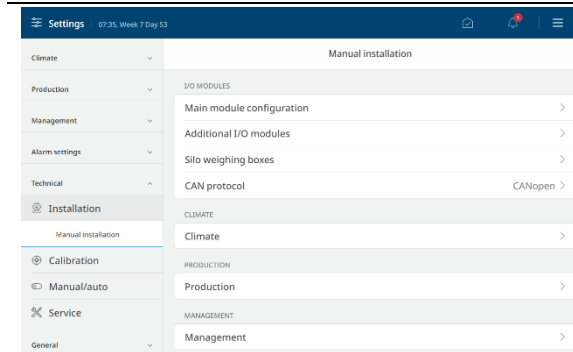 Settings 07:35, Week 7 Day 53
1
Climate
Production
Management
Alarm settings
Technical
Installation
Manual installation
Calibration
Manual/auto
Service
General
Manual installation
I/O MODULES
Main module configuration
Additional I/O modules
Silo weighing boxes
CAN protocol CANopen
CLIMATE
Climate
PRODUCTION
Production
MANAGEMENT
Management